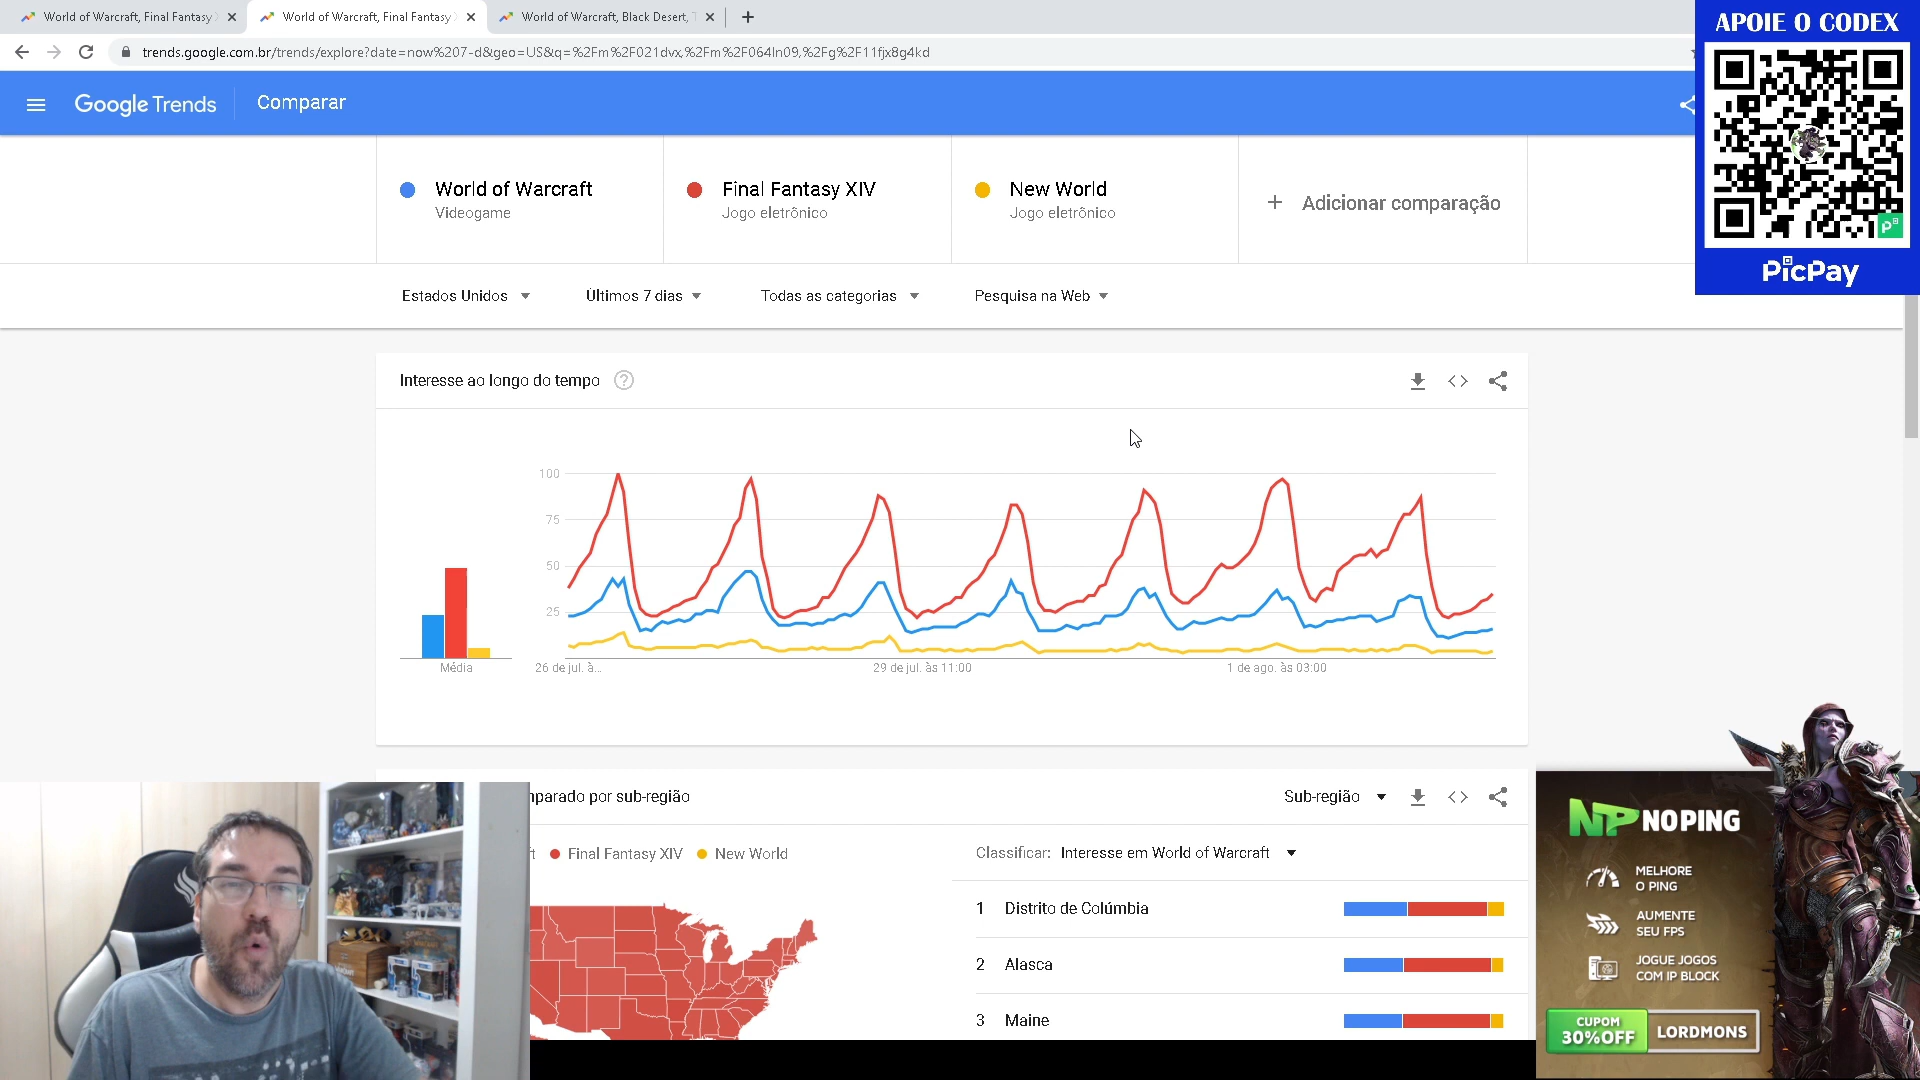 World of Warcraft, Final Fantasy
World of Warcraft, Final Fantasy
World of Warcraft, Black Desert,
trends.google.com.br/trends/explore?date=now%207-d&geo=US&q=%2Fm%2F021dvx,%2Fm%2F064ln09,%2Fg%2F11fjx8g4kd
APOIE O CODEX
PicPay
Google Trends
Comparar
World of Warcraft
Videogame
Final Fantasy XIV
Jogo eletrônico
New World
Jogo eletrônico
+ Adicionar comparação
Estados Unidos
Últimos 7 dias
Todas as categorias
Pesquisa na Web
Interesse ao longo do tempo
100
75
50
25
Média
26 de jul. à...
29 de jul. às 11:00
1 de ago. às 03:00
mparado por sub-região
Sub-região
ft
Final Fantasy XIV
New World
Classificar: Interesse em World of Warcraft
1 Distrito de Colúmbia
2 Alasca
3 Maine
NP NOPING
MELHORE
O PING
AUMENTE
SEU FPS
JOGUE JOGOS
COM IP BLOCK
CUPOM
30%OFF
LORDMONS